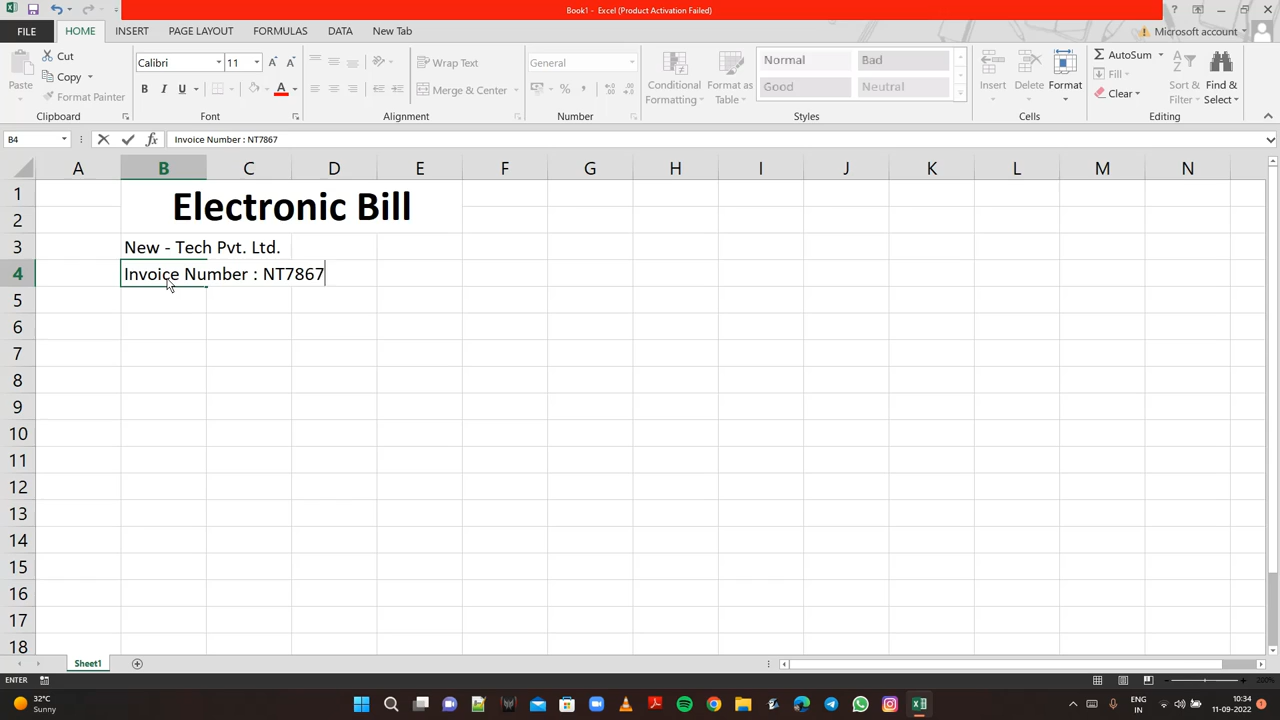 Book1 - Excel (Product Activation Failed)
FILE HOME INSERT PAGE LAYOUT FORMULAS DATA New Tab Microsoft account
Cut
Copy
Format Painter
Paste
Clipboard
Calibri 11
B I U
Font
Wrap Text
Merge & Center
Alignment
General
Number
Conditional Formatting
Format as Table
Normal Bad
Good Neutral
Styles
Insert Delete Format
Cells
AutoSum
Fill
Clear
Sort & Filter
Find & Select
Editing
B4 fx Invoice Number : NT7867
A B C D E F G H I J K L M N
1
2
Electronic Bill
3 New - Tech Pvt. Ltd.
4 Invoice Number : NT7867
5
6
7
8
9
10
11
12
13
14
15
16
17
18
Sheet1
ENTER
32°C
Sunny
ENG
IN
10:34
11-09-2022